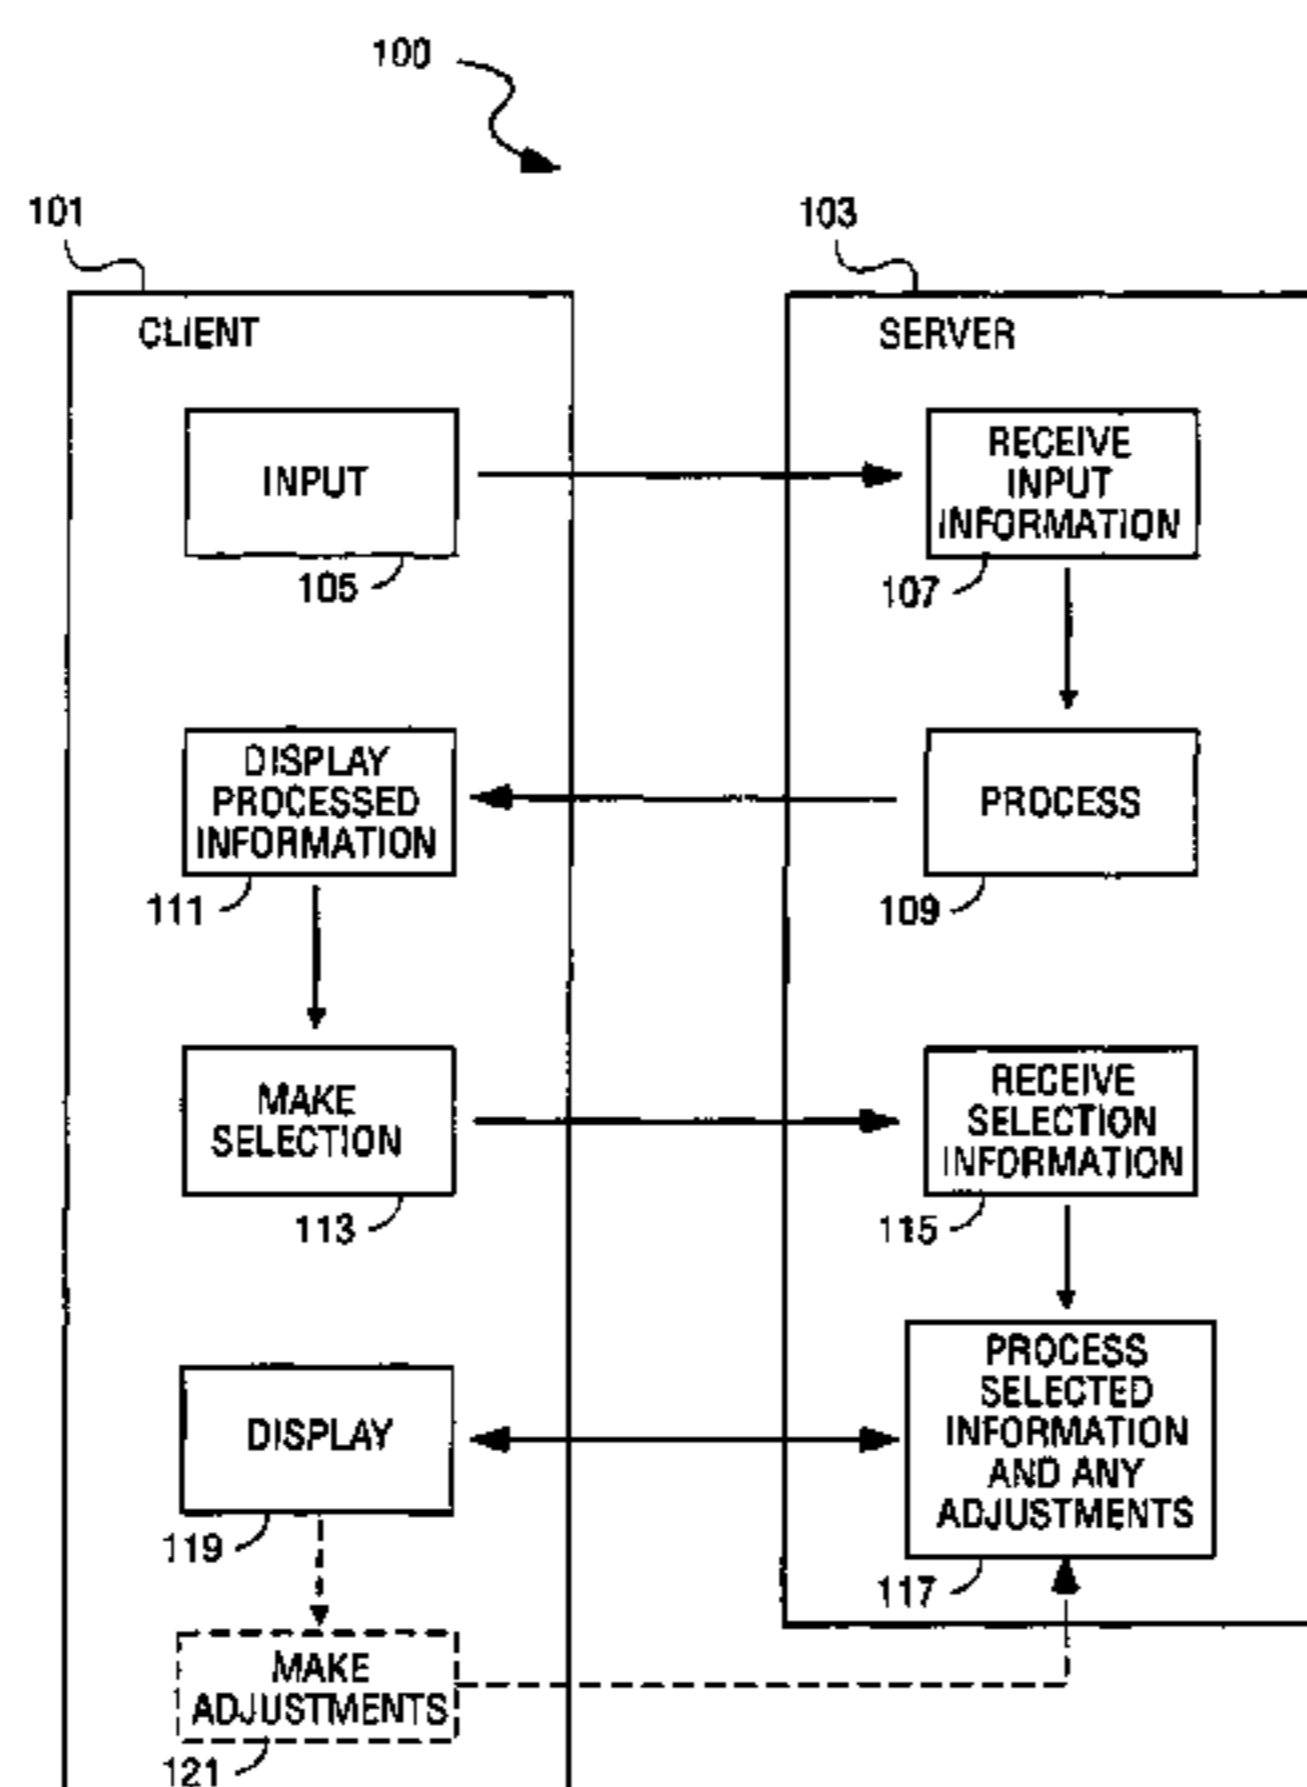 100
101
103
CLIENT
SERVER
INPUT
105
RECEIVE
INPUT
INFORMATION
107
DISPLAY
PROCESSED
INFORMATION
111
PROCESS
109
MAKE
SELECTION
113
RECEIVE
SELECTION
INFORMATION
115
DISPLAY
119
PROCESS
SELECTED
INFORMATION
AND ANY
ADJUSTMENTS
117
MAKE
ADJUSTMENTS
121